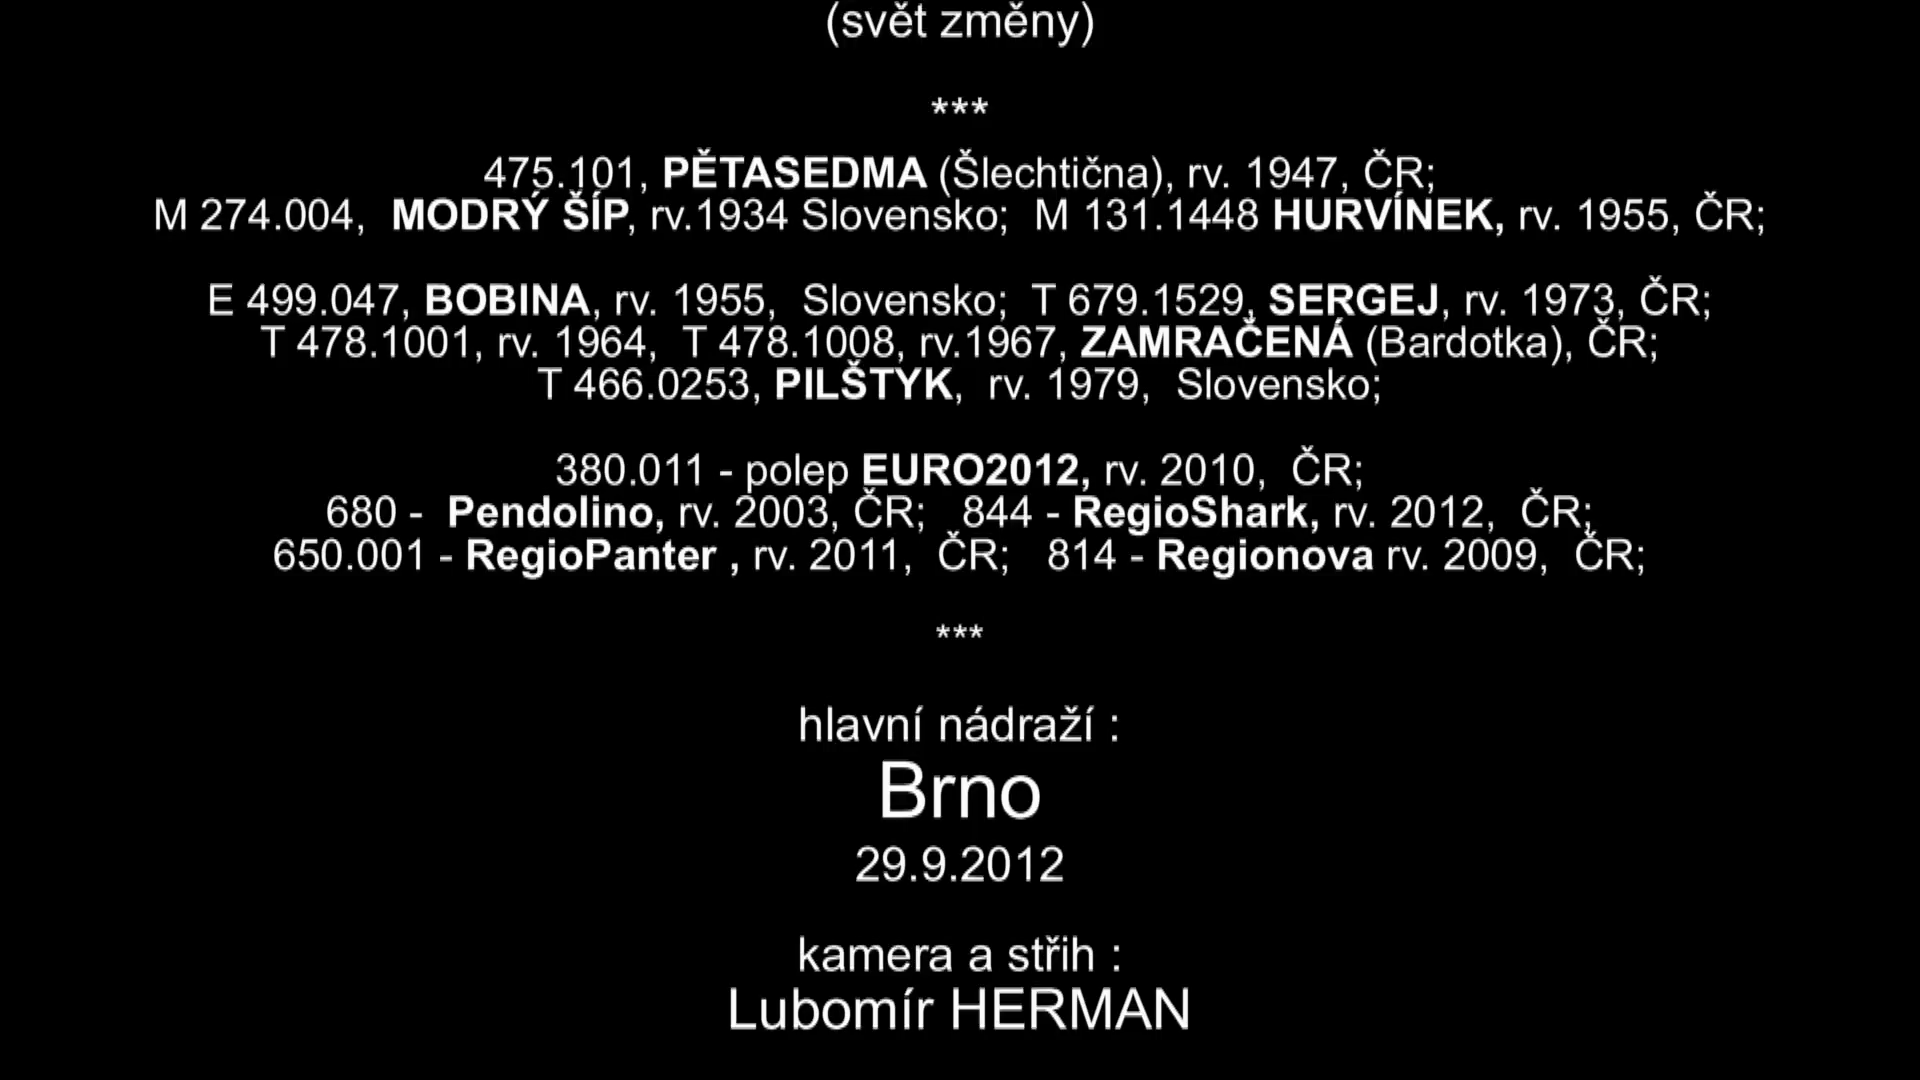 (svět změny)
***
475.101, PĚTASEDMA (Šlechtična), rv. 1947, ČR;
M 274.004, MODRÝ ŠÍP, rv.1934 Slovensko; M 131.1448 HURVÍNEK, rv. 1955, ČR;
E 499.047, BOBINA, rv. 1955, Slovensko; T 679.1529, SERGEJ, rv. 1973, ČR;
T 478.1001, rv. 1964, T 478.1008, rv.1967, ZAMRAČENÁ (Bardotka), ČR;
T 466.0253, PILŠTYK, rv. 1979, Slovensko;
380.011 - polep EURO2012, rv. 2010, ČR;
680 - Pendolino, rv. 2003, ČR; 844 - RegioShark, rv. 2012, ČR;
650.001 - RegioPanter , rv. 2011, ČR; 814 - Regionova rv. 2009, ČR;
***
hlavní nádraží :
Brno
29.9.2012
kamera a střih :
Lubomír HERMAN